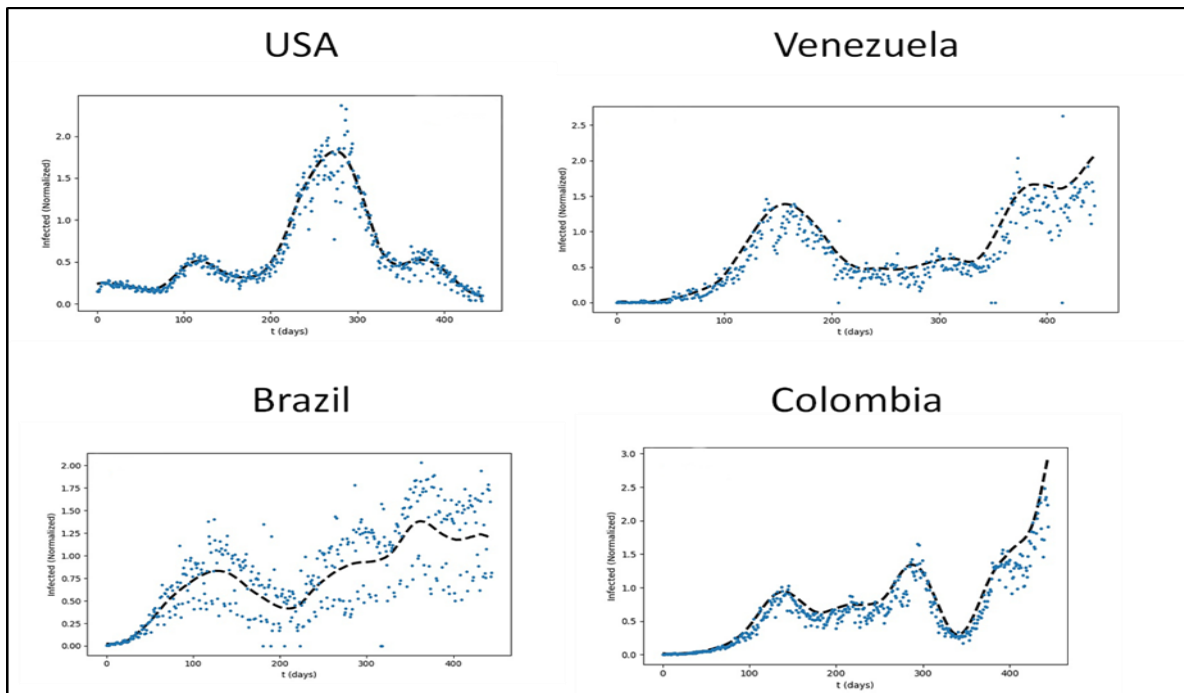 USA
Infected (Normalized)
2.0
1.5
1.0
0.5
0.0
0 100 200 300 400
t (days)
Venezuela
Infected (Normalized)
2.5
2.0
1.5
1.0
0.5
0.0
0 100 200 300 400
t (days)
Brazil
Infected (Normalized)
2.00
1.75
1.50
1.25
1.00
0.75
0.50
0.25
0.00
0 100 200 300 400
t (days)
Colombia
Infected (Normalized)
3.0
2.5
2.0
1.5
1.0
0.5
0.0
0 100 200 300 400
t (days)